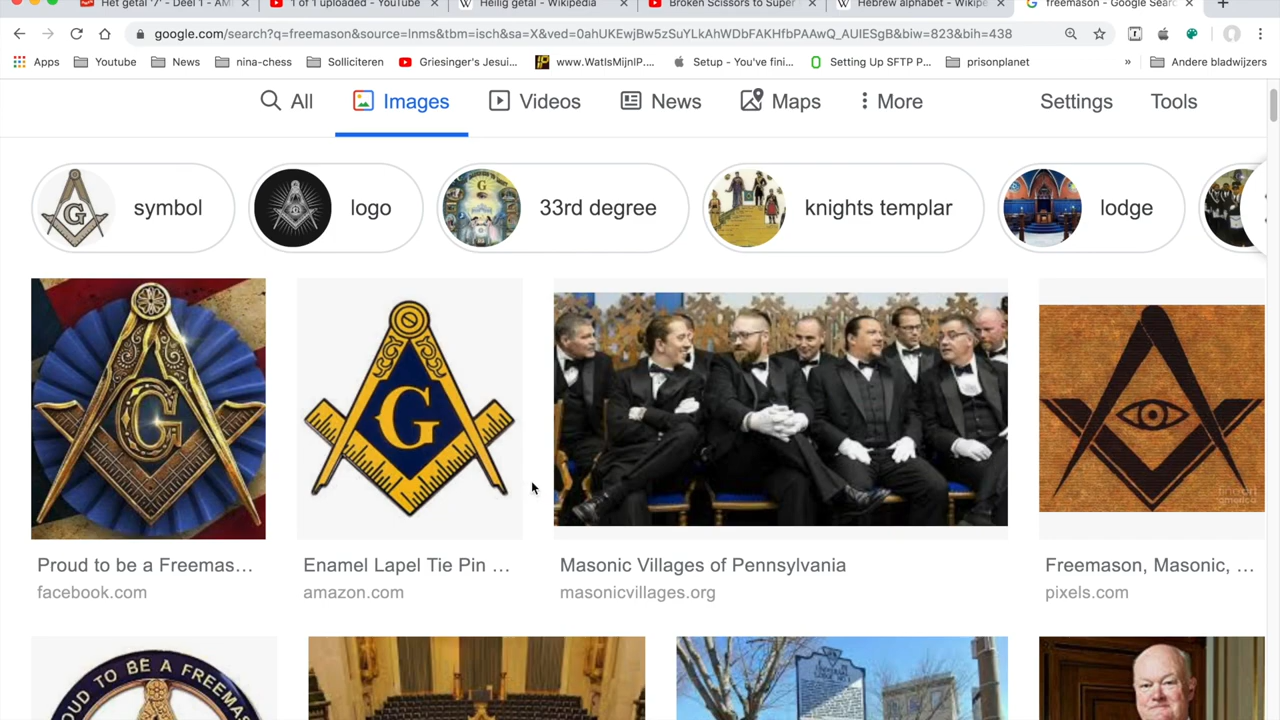 Het getal '7' - Deel 1 - AM
1 of 1 uploaded - YouTube
Heilig getal - Wikipedia
Broken Scissors to Super
Hebrew alphabet - Wikipe
freemason - Google Searc
google.com/search?q=freemason&source=lnms&tbm=isch&sa=X&ved=0ahUKEwjBw5zSuYLkAhWDbFAKHfbPAAwQ_AUIESgB&biw=823&bih=438
Apps
Youtube
News
nina-chess
Solliciteren
Griesinger's Jesui...
www.WatIsMijnIP....
Setup - You've fini...
Setting Up SFTP P...
prisonplanet
»
Andere bladwijzers
All
Images
Videos
News
Maps
More
Settings
Tools
symbol
logo
33rd degree
knights templar
lodge
G
G
G
G
fineart
america
Proud to be a Freemas...
facebook.com
Enamel Lapel Tie Pin ...
amazon.com
Masonic Villages of Pennsylvania
masonicvillages.org
Freemason, Masonic, ...
pixels.com
OUD TO BE A FREEMAS